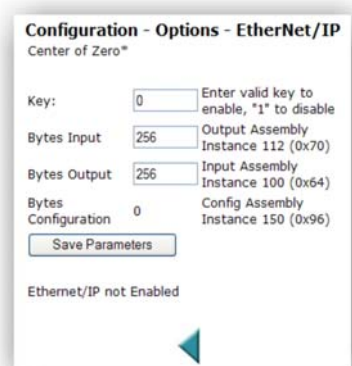 Configuration - Options - EtherNet/IP
Center of Zero*
Key: 0 Enter valid key to
enable, "1" to disable
Bytes Input 256 Output Assembly
Instance 112 (0x70)
Bytes Output 256 Input Assembly
Instance 100 (0x64)
Bytes
Configuration 0 Config Assembly
Instance 150 (0x96)
Save Parameters
Ethernet/IP not Enabled